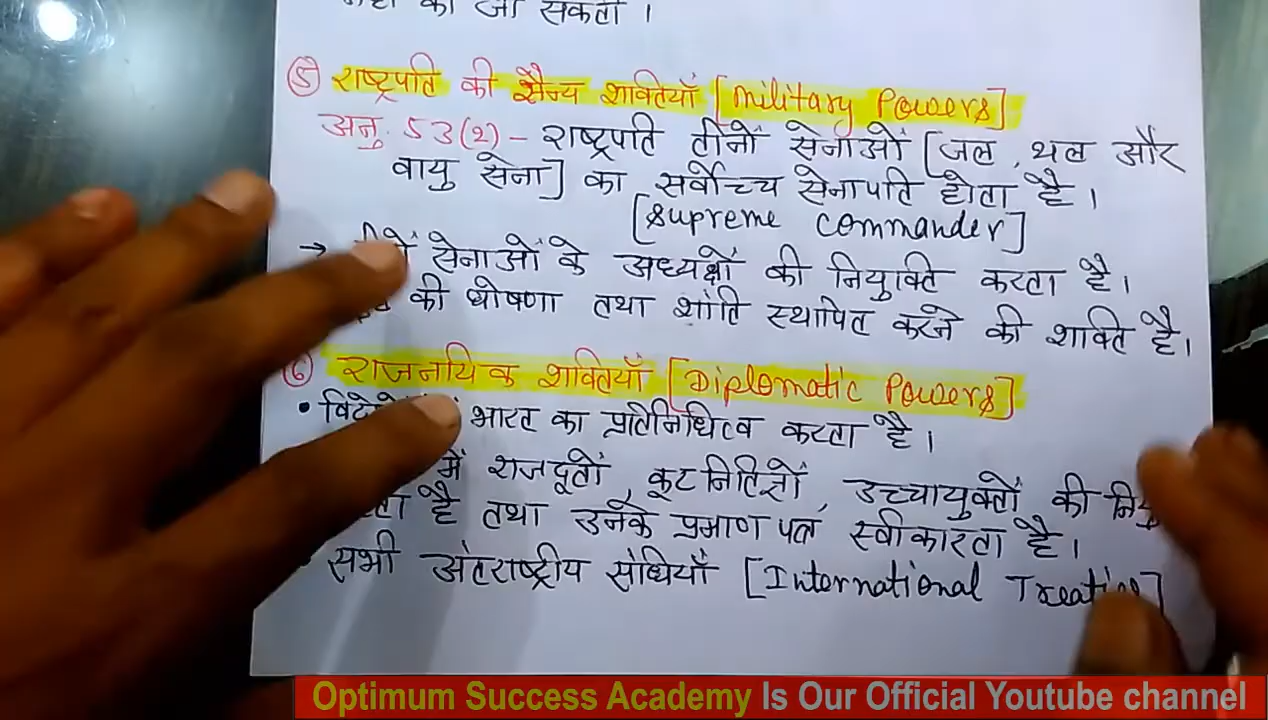 सकती ।
⑤ राष्ट्रपति की सैन्य शक्तियाँ [Military Powers]
अनु. 53(2) - राष्ट्रपति तीनों सेनाओं [जल, थल और
वायु सेना] का सर्वोच्च सेनापति होता है ।
[Supreme Commander]
→ सेनाओं के अध्यक्षों की नियुक्ति करता है ।
की घोषणा तथा शांति स्थापित करने की शक्ति है ।
⑥ राजनयिक शक्तियाँ [Diplomatic Powers]
• भारत का प्रतिनिधित्व करता है ।
में राजदूतों, कूटनितिज्ञों, उच्चायुक्तों की
है तथा उनके प्रमाण पत्र स्वीकारता है ।
• सभी अंतराष्ट्रीय संधियाँ [International Treaties]
Optimum Success Academy Is Our Official Youtube channel